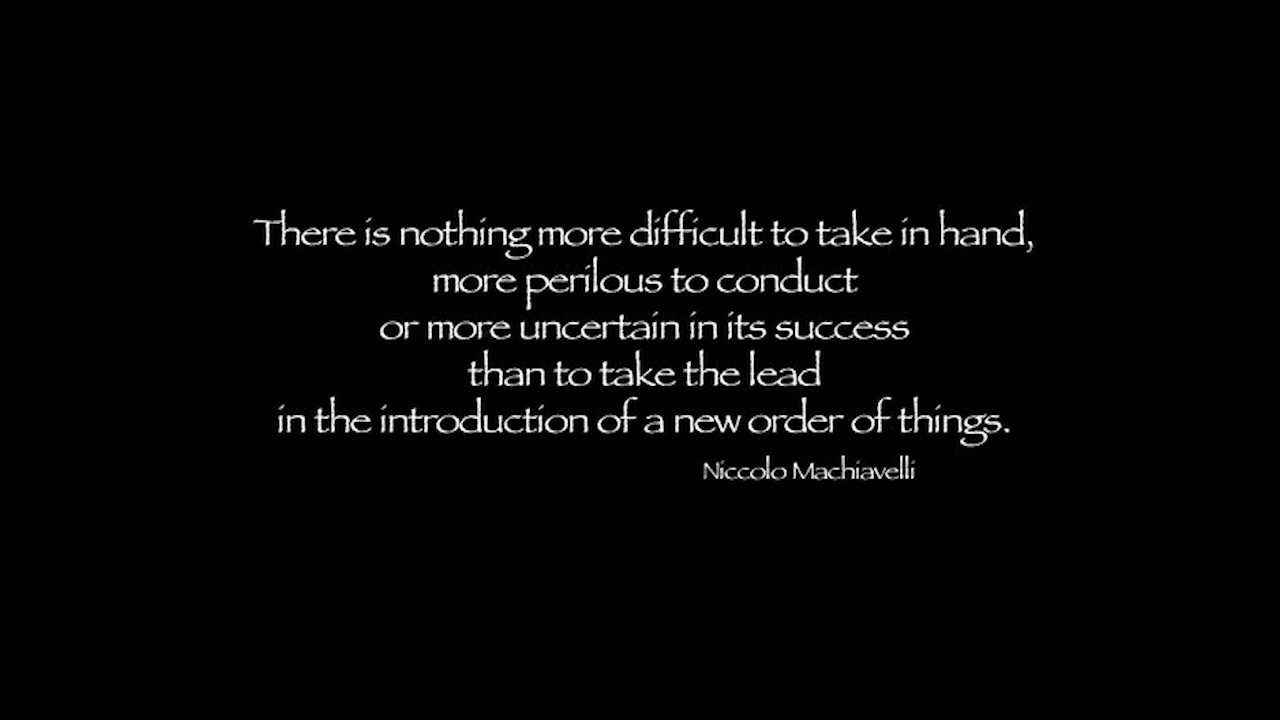 There is nothing more difficult to take in hand,
more perilous to conduct
or more uncertain in its success
than to take the lead
in the introduction of a new order of things.
Niccolo Machiavelli